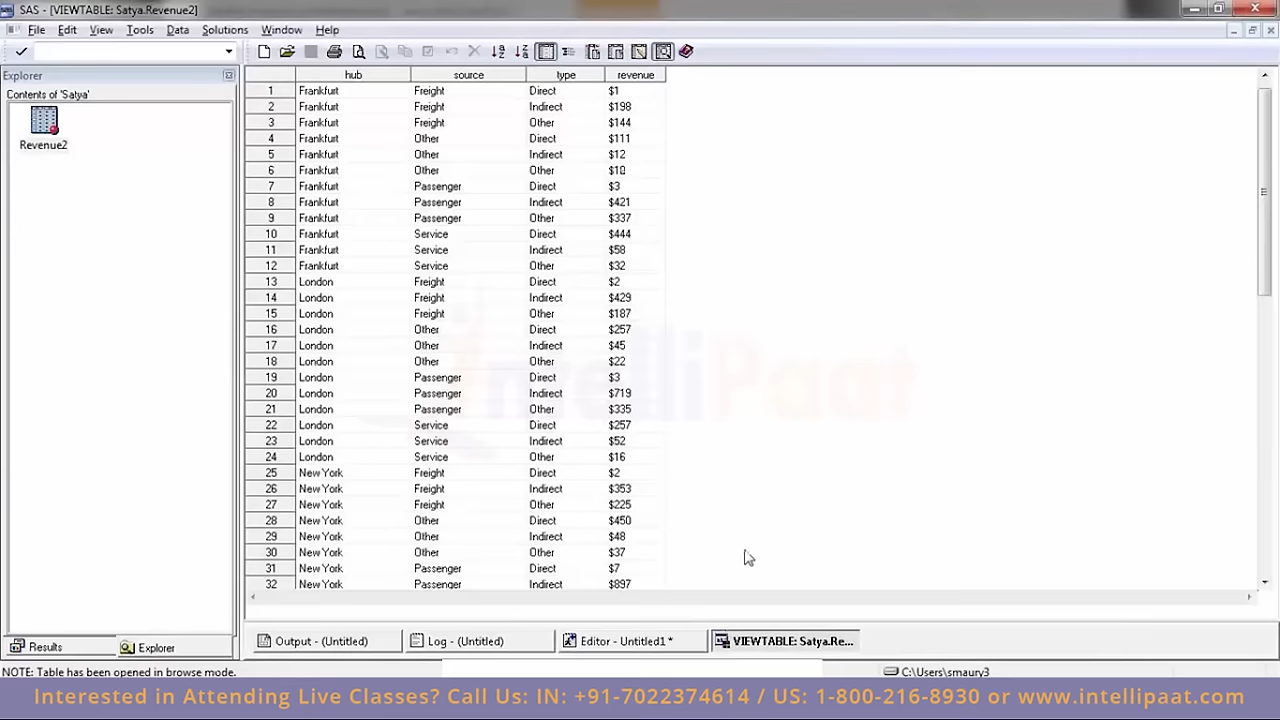 SAS - [VIEWTABLE: Satya.Revenue2]
File Edit View Tools Data Solutions Window Help
Explorer
Contents of 'Satya'
Revenue2
hub source type revenue
1 Frankfurt Freight Direct $1
2 Frankfurt Freight Indirect $198
3 Frankfurt Freight Other $144
4 Frankfurt Other Direct $111
5 Frankfurt Other Indirect $12
6 Frankfurt Other Other $10
7 Frankfurt Passenger Direct $3
8 Frankfurt Passenger Indirect $421
9 Frankfurt Passenger Other $337
10 Frankfurt Service Direct $444
11 Frankfurt Service Indirect $58
12 Frankfurt Service Other $32
13 London Freight Direct $2
14 London Freight Indirect $429
15 London Freight Other $187
16 London Other Direct $257
17 London Other Indirect $45
18 London Other Other $22
19 London Passenger Direct $3
20 London Passenger Indirect $719
21 London Passenger Other $335
22 London Service Direct $257
23 London Service Indirect $52
24 London Service Other $16
25 New York Freight Direct $2
26 New York Freight Indirect $353
27 New York Freight Other $225
28 New York Other Direct $450
29 New York Other Indirect $48
30 New York Other Other $37
31 New York Passenger Direct $7
32 New York Passenger Indirect $897
IntelliPaat
Results Explorer
Output - (Untitled) Log - (Untitled) Editor - Untitled1 * VIEWTABLE: Satya.Re...
NOTE: Table has been opened in browse mode. C:\Users\smaury3
Interested in Attending Live Classes? Call Us: IN: +91-7022374614 / US: 1-800-216-8930 or www.intellipaat.com